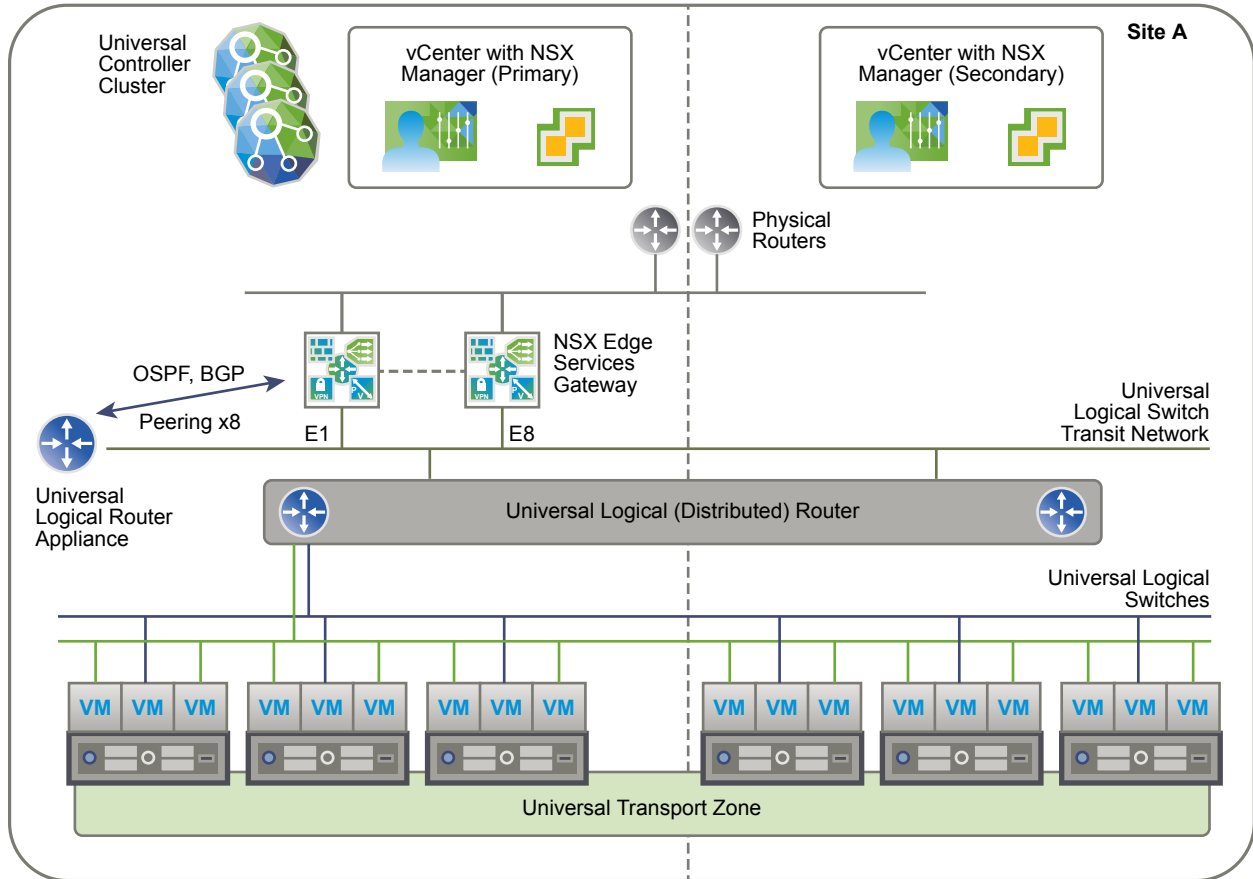 Site A
Universal
Controller
Cluster
vCenter with NSX
Manager (Primary)
vCenter with NSX
Manager (Secondary)
Physical
Routers
NSX Edge
Services
Gateway
VPN
P
V
VPN
P
V
OSPF, BGP
Peering x8
E1
E8
Universal
Logical Switch
Transit Network
Universal
Logical Router
Appliance
Universal Logical (Distributed) Router
Universal Logical
Switches
VM VM VM
VM VM VM
VM VM VM
VM VM VM
VM VM VM
VM VM VM
Universal Transport Zone